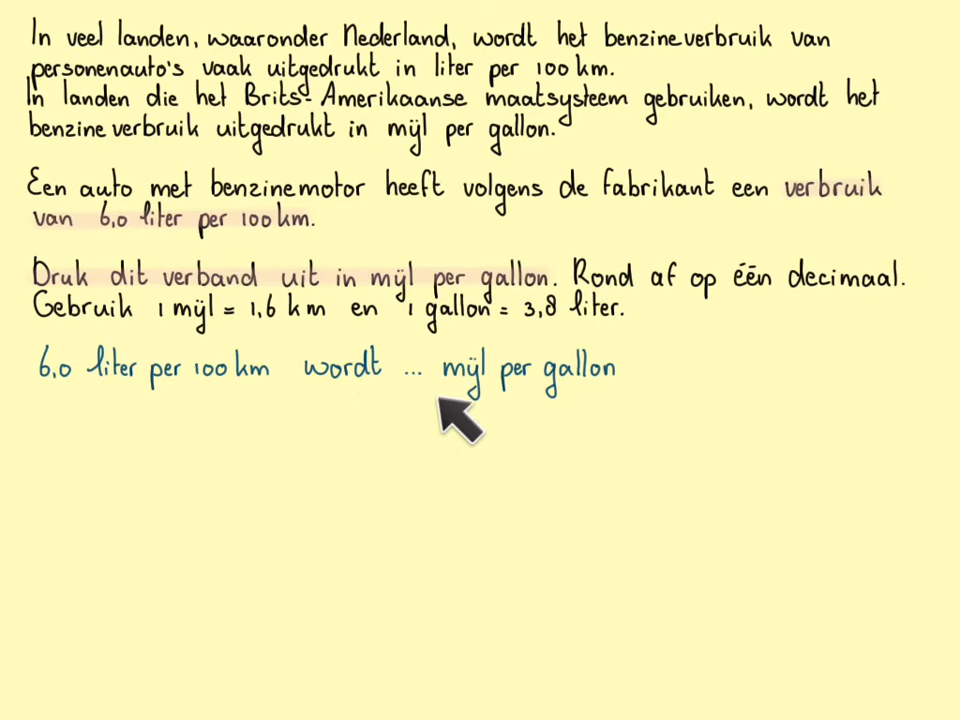 In veel landen, waaronder Nederland, wordt het benzineverbruik van
personenauto's vaak uitgedrukt in liter per 100 km.
In landen die het Brits-Amerikaanse maatsysteem gebruiken, wordt het
benzineverbruik uitgedrukt in mijl per gallon.
Een auto met benzinemotor heeft volgens de fabrikant een verbruik
van 6,0 liter per 100 km.
Druk dit verband uit in mijl per gallon. Rond af op één decimaal.
Gebruik 1 mijl = 1,6 km en 1 gallon = 3,8 liter.
6,0 liter per 100 km wordt ... mijl per gallon